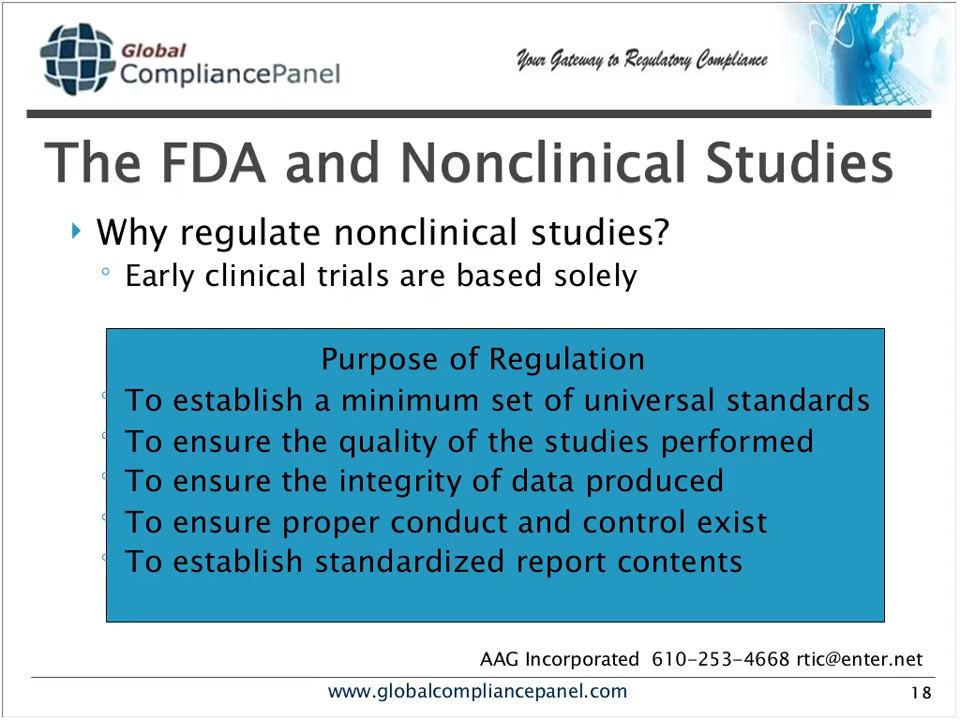 Global
CompliancePanel
Your Gateway to Regulatory Compliance
The FDA and Nonclinical Studies
Why regulate nonclinical studies?
Early clinical trials are based solely
Purpose of Regulation
To establish a minimum set of universal standards
To ensure the quality of the studies performed
To ensure the integrity of data produced
To ensure proper conduct and control exist
To establish standardized report contents
AAG Incorporated 610-253-4668 rtic@enter.net
www.globalcompliancepanel.com
18